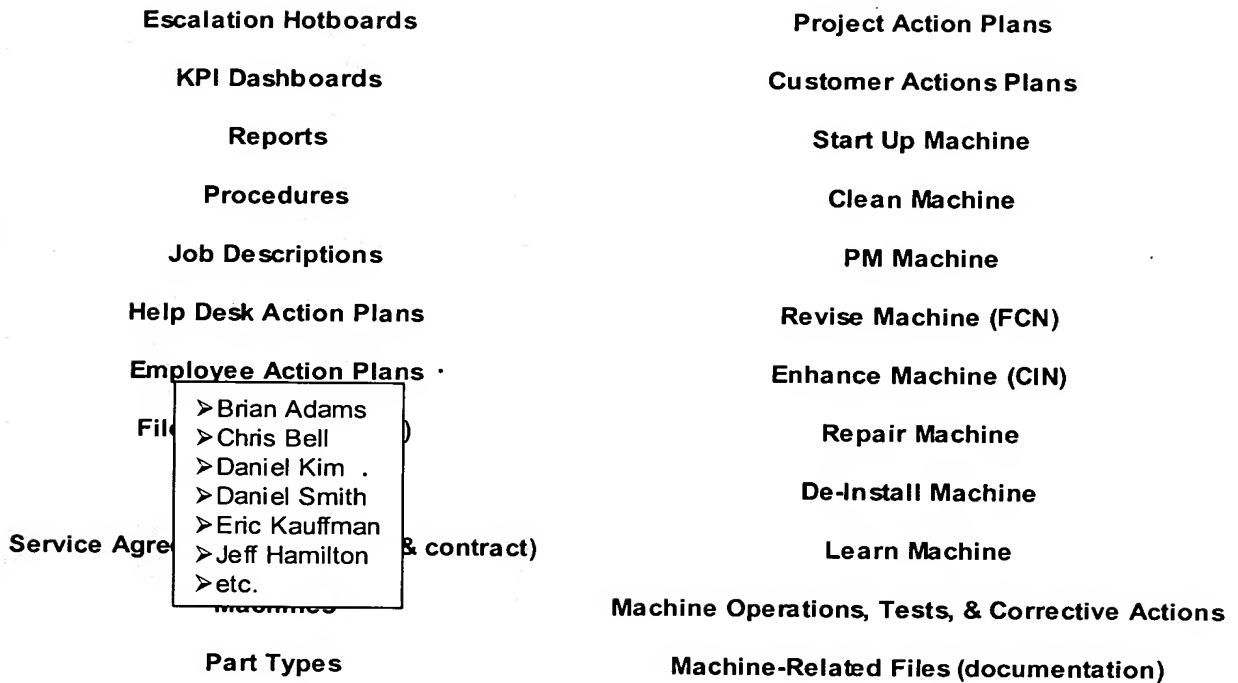 Escalation Hotboards
KPI Dashboards
Reports
Procedures
Job Descriptions
Help Desk Action Plans
Employee Action Plans
➢Brian Adams
➢Chris Bell
➢Daniel Kim
➢Daniel Smith
➢Eric Kauffman
➢Jeff Hamilton
➢etc.
Service & contract)
Part Types
Project Action Plans
Customer Actions Plans
Start Up Machine
Clean Machine
PM Machine
Revise Machine (FCN)
Enhance Machine (CIN)
Repair Machine
De-Install Machine
Learn Machine
Machine Operations, Tests, & Corrective Actions
Machine-Related Files (documentation)